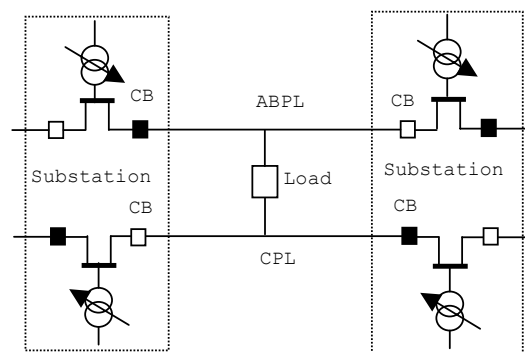 CB
ABPL
CB
Substation
Load
Substation
CB
CB
CPL